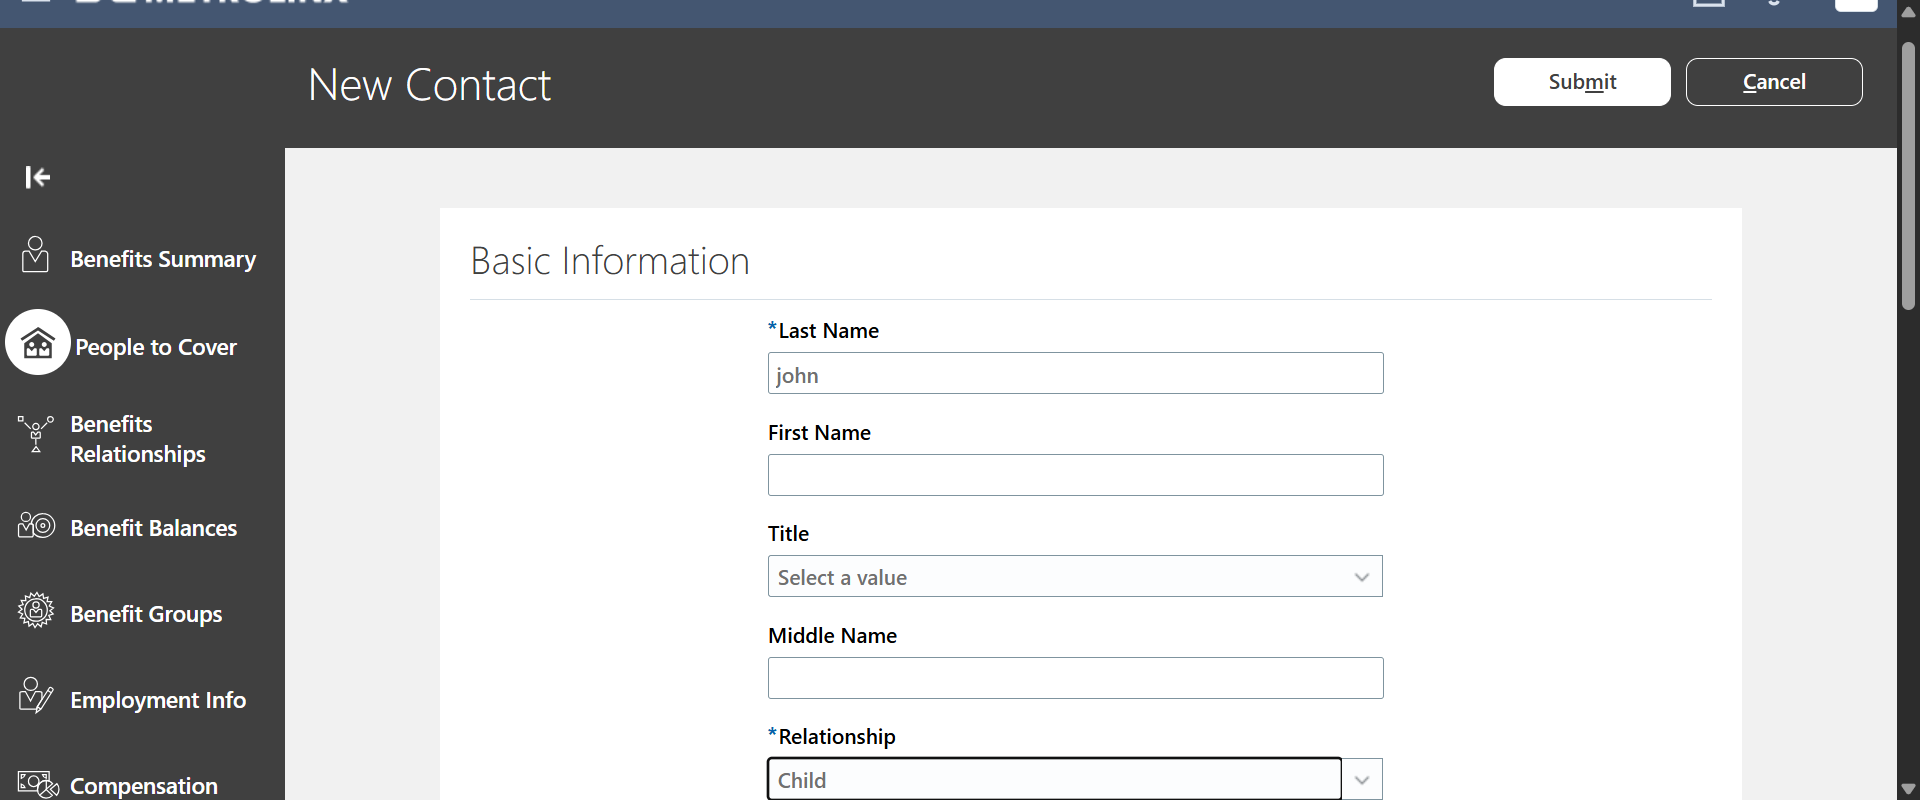 METROLINX
New Contact
Submit
Cancel
Benefits Summary
People to Cover
Benefits
Relationships
Benefit Balances
Benefit Groups
Employment Info
Compensation
Basic Information
*Last Name
john
First Name
Title
Select a value
Middle Name
*Relationship
Child